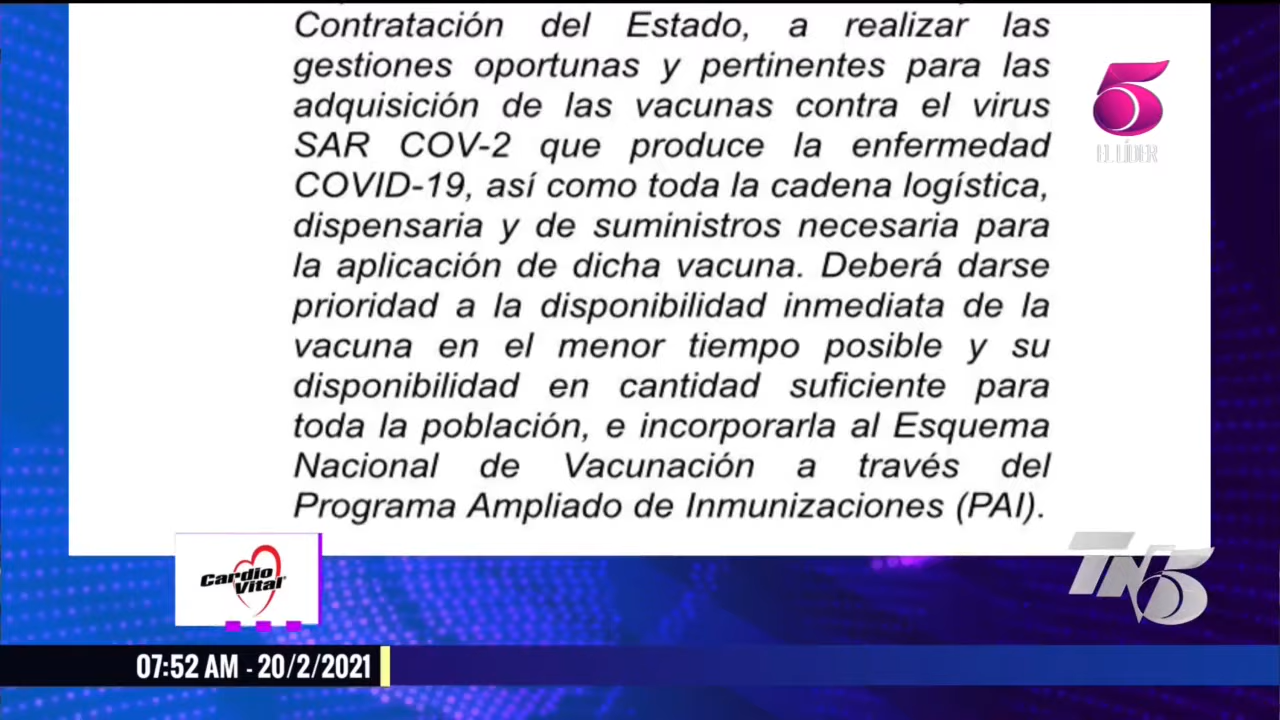 Contratación del Estado, a realizar las
gestiones oportunas y pertinentes para las
adquisición de las vacunas contra el virus
SAR COV-2 que produce la enfermedad
COVID-19, así como toda la cadena logística,
dispensaria y de suministros necesaria para
la aplicación de dicha vacuna. Deberá darse
prioridad a la disponibilidad inmediata de la
vacuna en el menor tiempo posible y su
disponibilidad en cantidad suficiente para
toda la población, e incorporarla al Esquema
Nacional de Vacunación a través del
Programa Ampliado de Inmunizaciones (PAI).
5
EL LÍDER
Cardio
Vital
TN5
07:52 AM - 20/2/2021